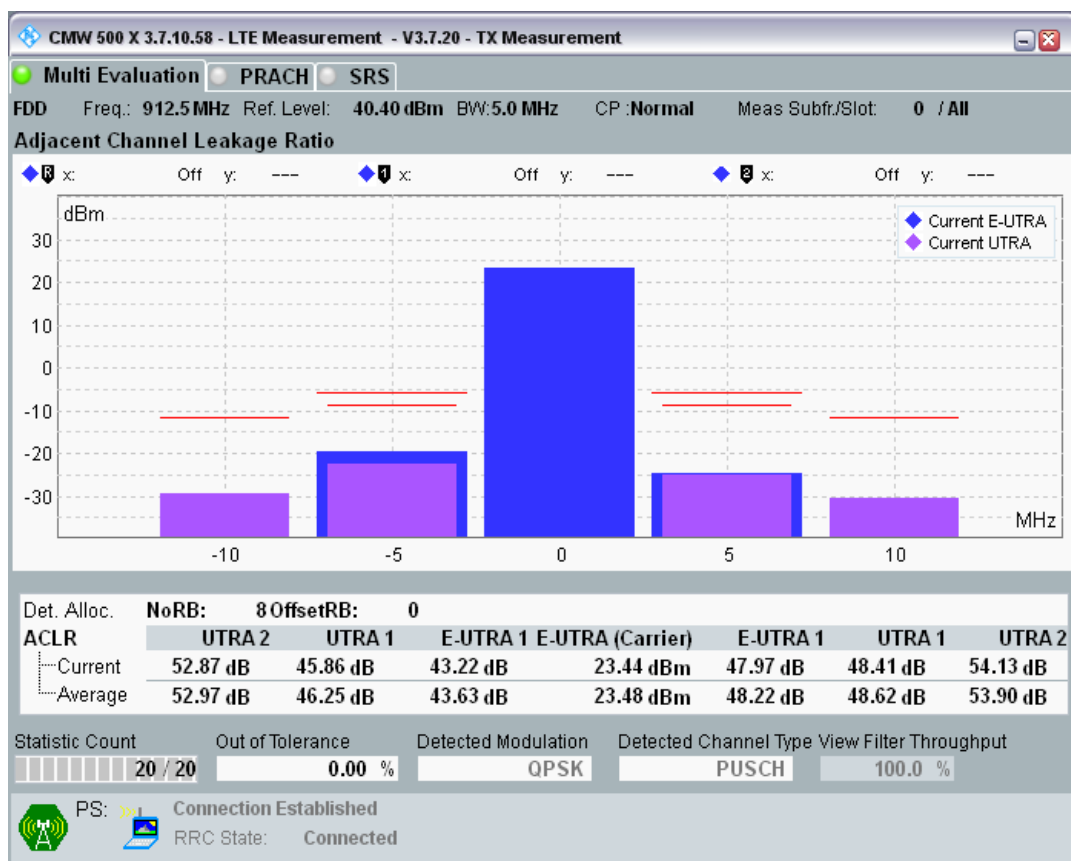 CMW 500 X 3.7.10.58 - LTE Measurement - V3.7.20 - TX Measurement
Multi Evaluation PRACH SRS
FDD Freq.: 912.5 MHz Ref. Level: 40.40 dBm BW:5.0 MHz CP :Normal Meas Subfr./Slot: 0 / All
Adjacent Channel Leakage Ratio
R x: Off y: --- 1 x: Off y: --- 2 x: Off y: ---
dBm
Current E-UTRA
Current UTRA
30
20
10
0
-10
-20
-30
MHz
-10 -5 0 5 10
Det. Alloc. NoRB: 8 OffsetRB: 0
ACLR UTRA 2 UTRA 1 E-UTRA 1 E-UTRA (Carrier) E-UTRA 1 UTRA 1 UTRA 2
Current 52.87 dB 45.86 dB 43.22 dB 23.44 dBm 47.97 dB 48.41 dB 54.13 dB
Average 52.97 dB 46.25 dB 43.63 dB 23.48 dBm 48.22 dB 48.62 dB 53.90 dB
Statistic Count Out of Tolerance Detected Modulation Detected Channel Type View Filter Throughput
20 / 20 0.00 % QPSK PUSCH 100.0 %
PS: Connection Established
RRC State: Connected